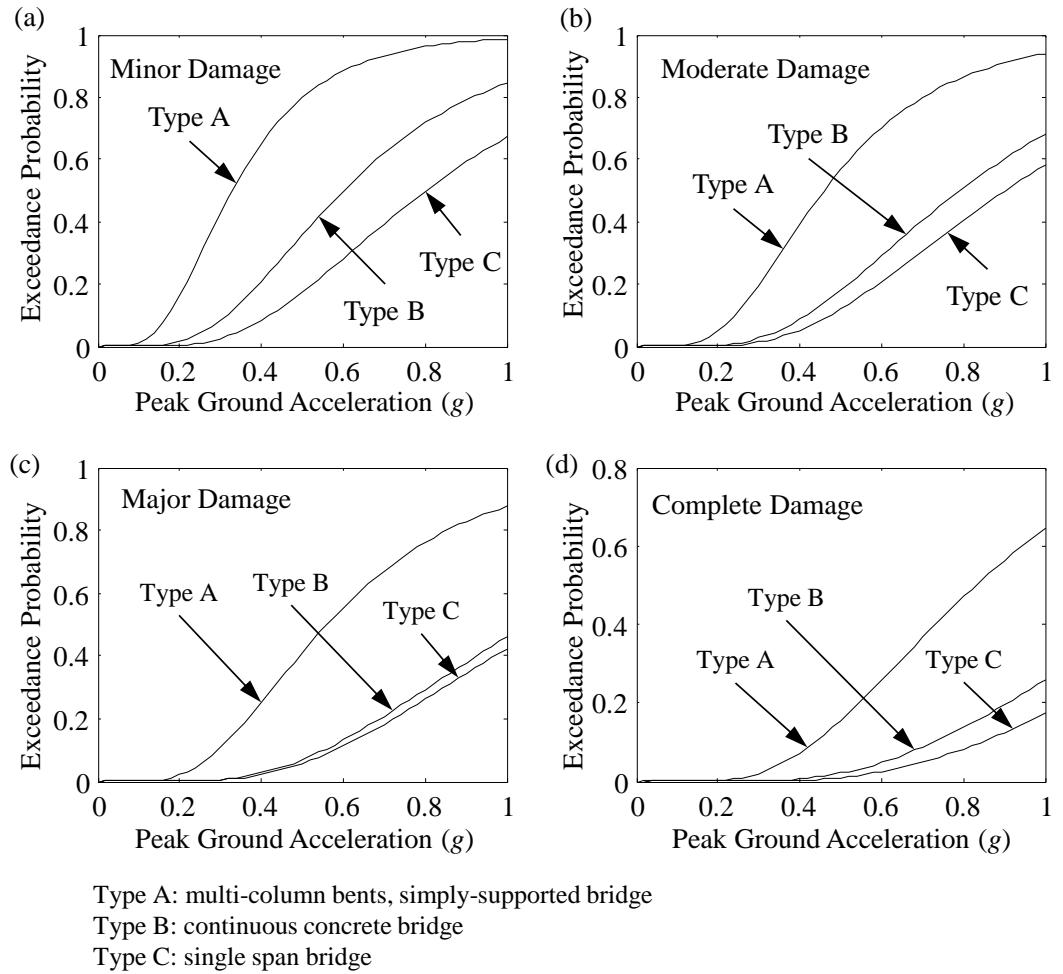 (a)
1
0.8
0.6
0.4
0.2
0
Exceedance Probability
Minor Damage
Type A
Type B
Type C
0 0.2 0.4 0.6 0.8 1
Peak Ground Acceleration (g)
(b)
1
0.8
0.6
0.4
0.2
0
Exceedance Probability
Moderate Damage
Type B
Type A
Type C
0 0.2 0.4 0.6 0.8 1
Peak Ground Acceleration (g)
(c)
1
0.8
0.6
0.4
0.2
0
Exceedance Probability
Major Damage
Type B
Type A
Type C
0 0.2 0.4 0.6 0.8 1
Peak Ground Acceleration (g)
(d)
0.8
0.6
0.4
0.2
0
Exceedance Probability
Complete Damage
Type B
Type A
Type C
0 0.2 0.4 0.6 0.8 1
Peak Ground Acceleration (g)
Type A: multi-column bents, simply-supported bridge
Type B: continuous concrete bridge
Type C: single span bridge